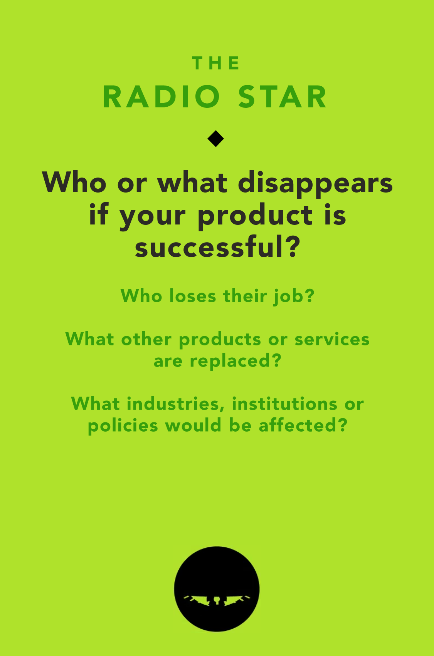 THE
RADIO STAR
Who or what disappears
if your product is
successful?
Who loses their job?
What other products or services
are replaced?
What industries, institutions or
policies would be affected?